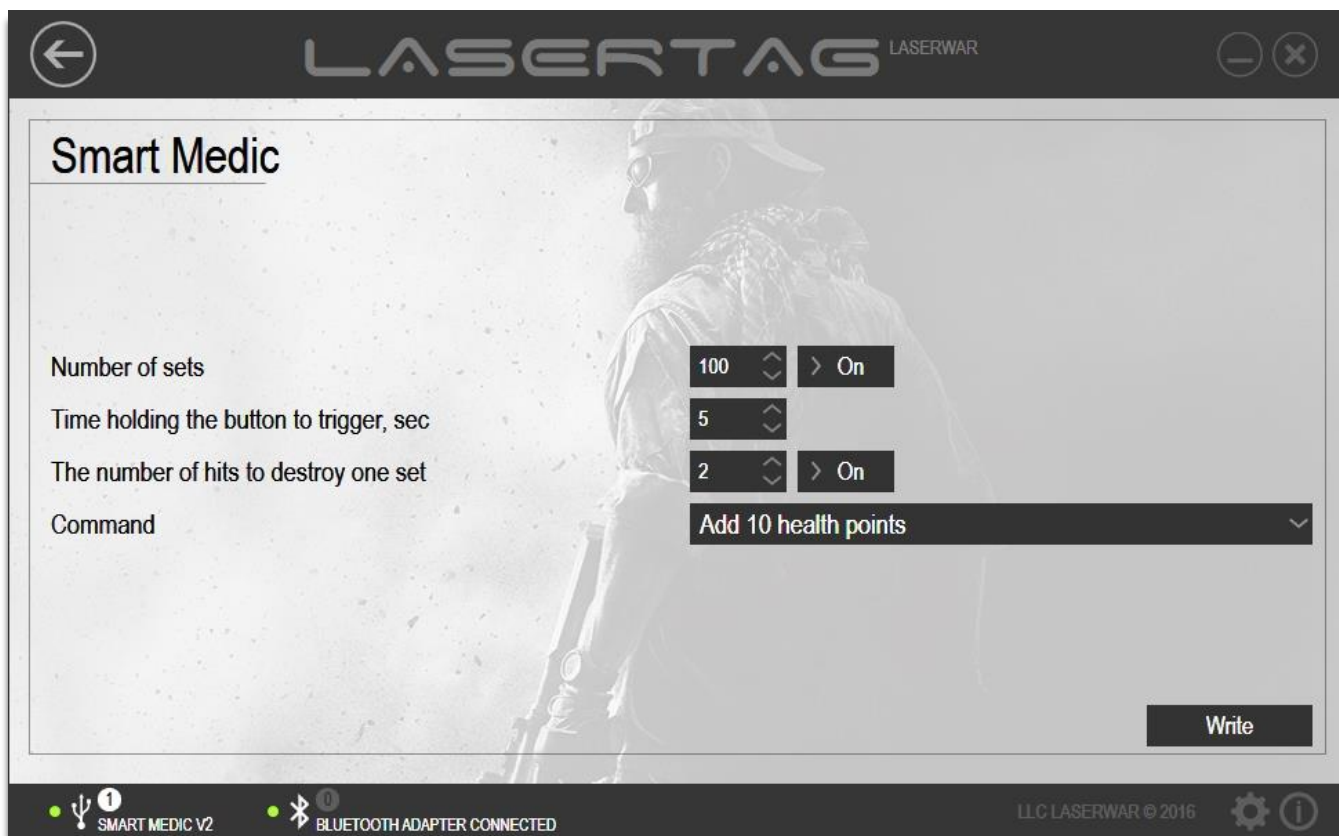 LASERTAG LASERWAR
Smart Medic
Number of sets 100 On
Time holding the button to trigger, sec 5
The number of hits to destroy one set 2 On
Command Add 10 health points
Write
1 0
SMART MEDIC V2 BLUETOOTH ADAPTER CONNECTED LLC LASERWAR © 2016